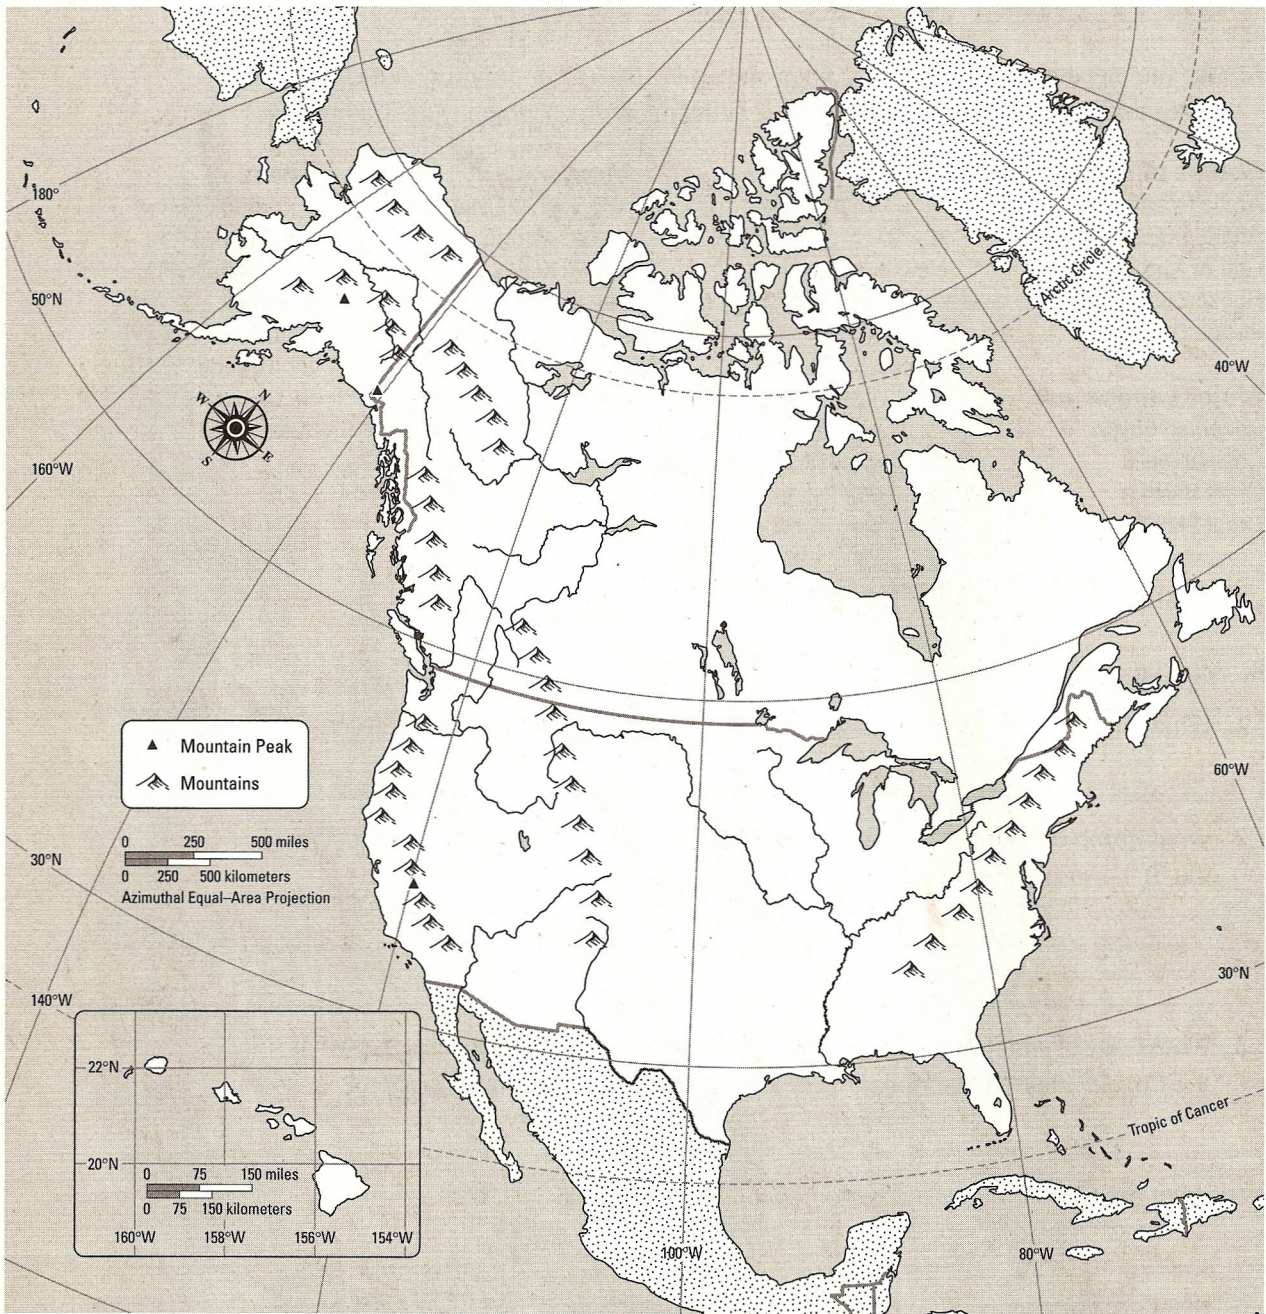 180°
50°N
160°W
Arctic Circle
40°W
N
W
E
S
Mountain Peak
Mountains
0 250 500 miles
0 250 500 kilometers
Azimuthal Equal–Area Projection
60°W
30°N
30°N
140°W
22°N
20°N
0 75 150 miles
0 75 150 kilometers
160°W 158°W 156°W 154°W
Tropic of Cancer
100°W
80°W